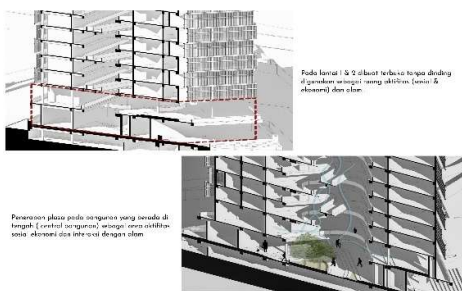 Pada lantai 1 & 2 dibuat terbuka tanpa dinding
digunakan sebagai ruang aktifitas (sosial &
ekonomi) dan alam
Penerapan plaza pada bangunan yang berada di
tengah ( central bangunan) sebagai area aktifitas
sosial ekonomi dan interaksi dengan alam